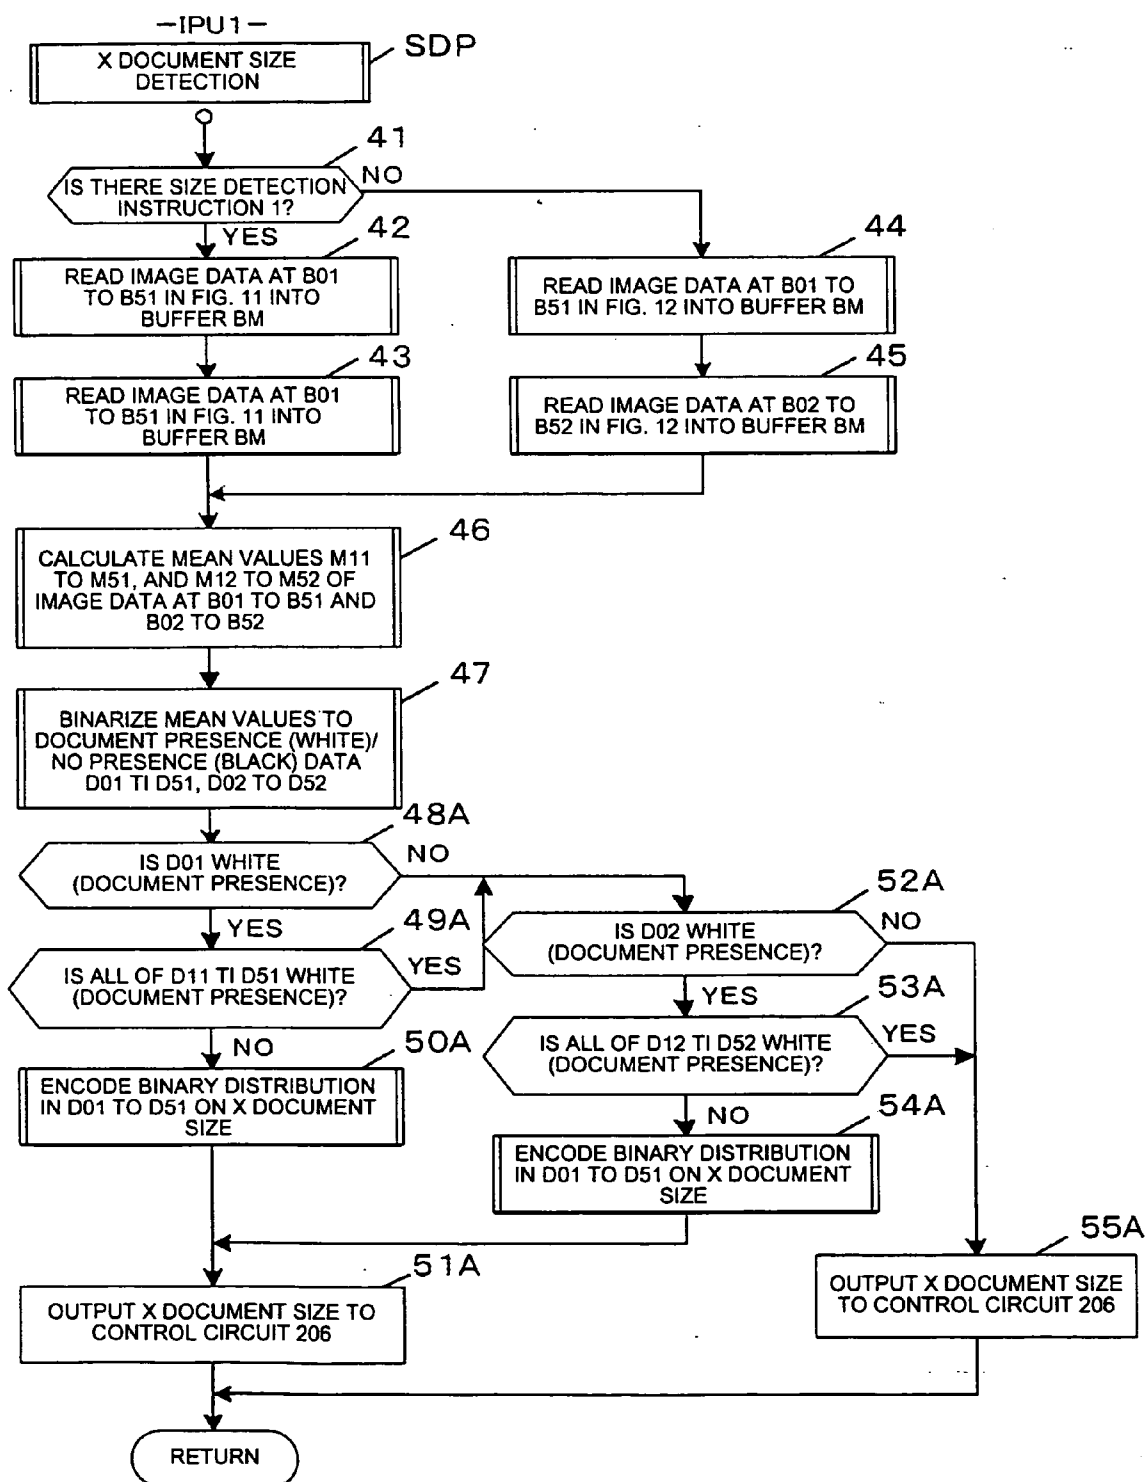 -IPU1-
SDP
X DOCUMENT SIZE
DETECTION
41
IS THERE SIZE DETECTION
INSTRUCTION 1?
NO
YES
42
READ IMAGE DATA AT B01
TO B51 IN FIG. 11 INTO
BUFFER BM
44
READ IMAGE DATA AT B01 TO
B51 IN FIG. 12 INTO BUFFER BM
43
READ IMAGE DATA AT B01
TO B51 IN FIG. 11 INTO
BUFFER BM
45
READ IMAGE DATA AT B02 TO
B52 IN FIG. 12 INTO BUFFER BM
46
CALCULATE MEAN VALUES M11
TO M51, AND M12 TO M52 OF
IMAGE DATA AT B01 TO B51 AND
B02 TO B52
47
BINARIZE MEAN VALUES TO
DOCUMENT PRESENCE (WHITE)/
NO PRESENCE (BLACK) DATA
D01 TI D51, D02 TO D52
48A
IS D01 WHITE
(DOCUMENT PRESENCE)?
NO
YES
49A
IS ALL OF D11 TI D51 WHITE
(DOCUMENT PRESENCE)?
YES
NO
52A
IS D02 WHITE
(DOCUMENT PRESENCE)?
NO
YES
53A
IS ALL OF D12 TI D52 WHITE
(DOCUMENT PRESENCE)?
YES
NO
50A
ENCODE BINARY DISTRIBUTION
IN D01 TO D51 ON X DOCUMENT
SIZE
54A
ENCODE BINARY DISTRIBUTION
IN D01 TO D51 ON X DOCUMENT
SIZE
51A
OUTPUT X DOCUMENT SIZE TO
CONTROL CIRCUIT 206
55A
OUTPUT X DOCUMENT SIZE
TO CONTROL CIRCUIT 206
RETURN